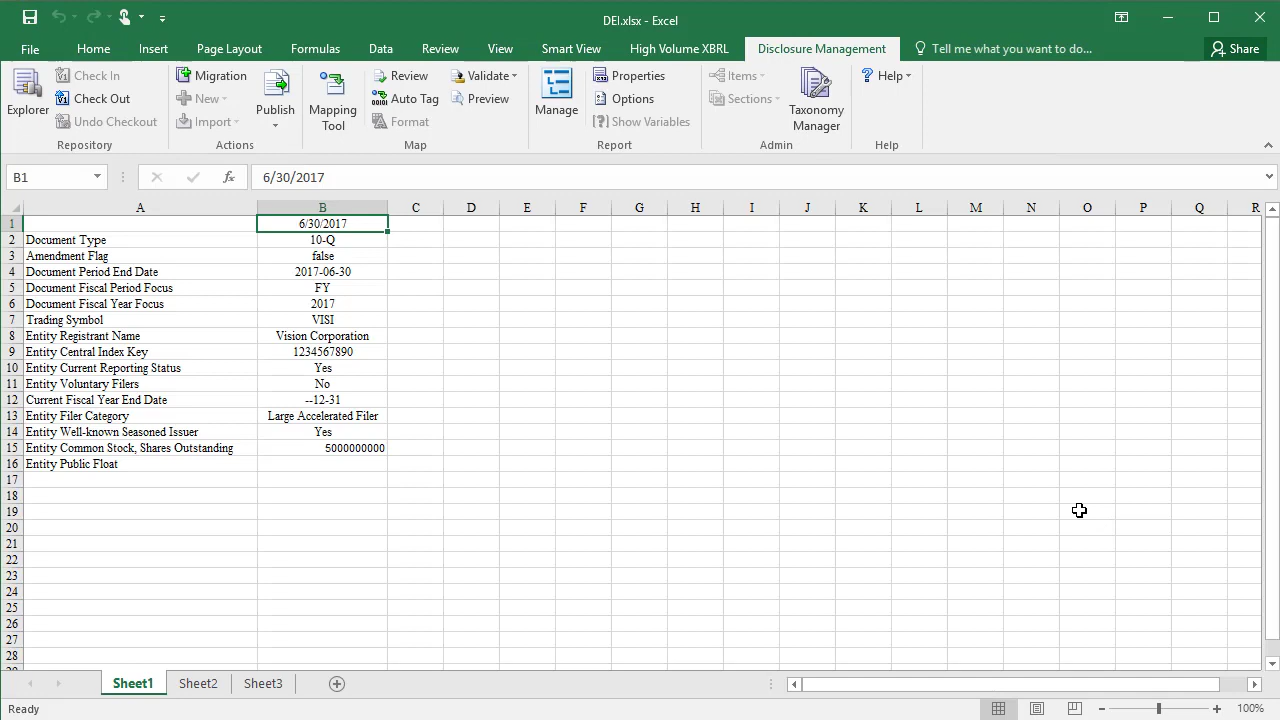 DEI.xlsx - Excel
File Home Insert Page Layout Formulas Data Review View Smart View High Volume XBRL Disclosure Management Tell me what you want to do... Share
Explorer
Check In
Check Out
Undo Checkout
Repository
Migration
New
Import
Publish
Actions
Mapping
Tool
Review
Auto Tag
Format
Validate
Preview
Map
Manage
Properties
Options
Show Variables
Report
Items
Sections
Taxonomy
Manager
Admin
Help
Help
B1 fx 6/30/2017
A B C D E F G H I J K L M N O P Q R
1 6/30/2017
2 Document Type 10-Q
3 Amendment Flag false
4 Document Period End Date 2017-06-30
5 Document Fiscal Period Focus FY
6 Document Fiscal Year Focus 2017
7 Trading Symbol VISI
8 Entity Registrant Name Vision Corporation
9 Entity Central Index Key 1234567890
10 Entity Current Reporting Status Yes
11 Entity Voluntary Filers No
12 Current Fiscal Year End Date --12-31
13 Entity Filer Category Large Accelerated Filer
14 Entity Well-known Seasoned Issuer Yes
15 Entity Common Stock, Shares Outstanding 5000000000
16 Entity Public Float
17
18
19
20
21
22
23
24
25
26
27
28
Sheet1 Sheet2 Sheet3
Ready 100%